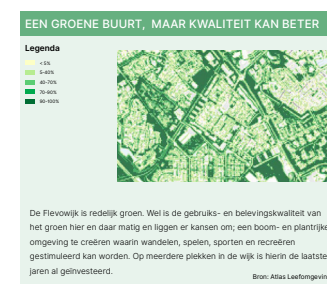 EEN GROENE BUURT, MAAR KWALITEIT KAN BETER
Legenda
< 5%
5-40%
40-70%
70-90%
90-100%
De Flevowijk is redelijk groen. Wel is de gebruiks- en belevingskwaliteit van
het groen hier en daar matig en liggen er kansen om; een boom- en plantrijke
omgeving te creëren waarin wandelen, spelen, sporten en recreëren
gestimuleerd kan worden. Op meerdere plekken in de wijk is hierin de laatste
jaren al geïnvesteerd.
Bron: Atlas Leefomgevin